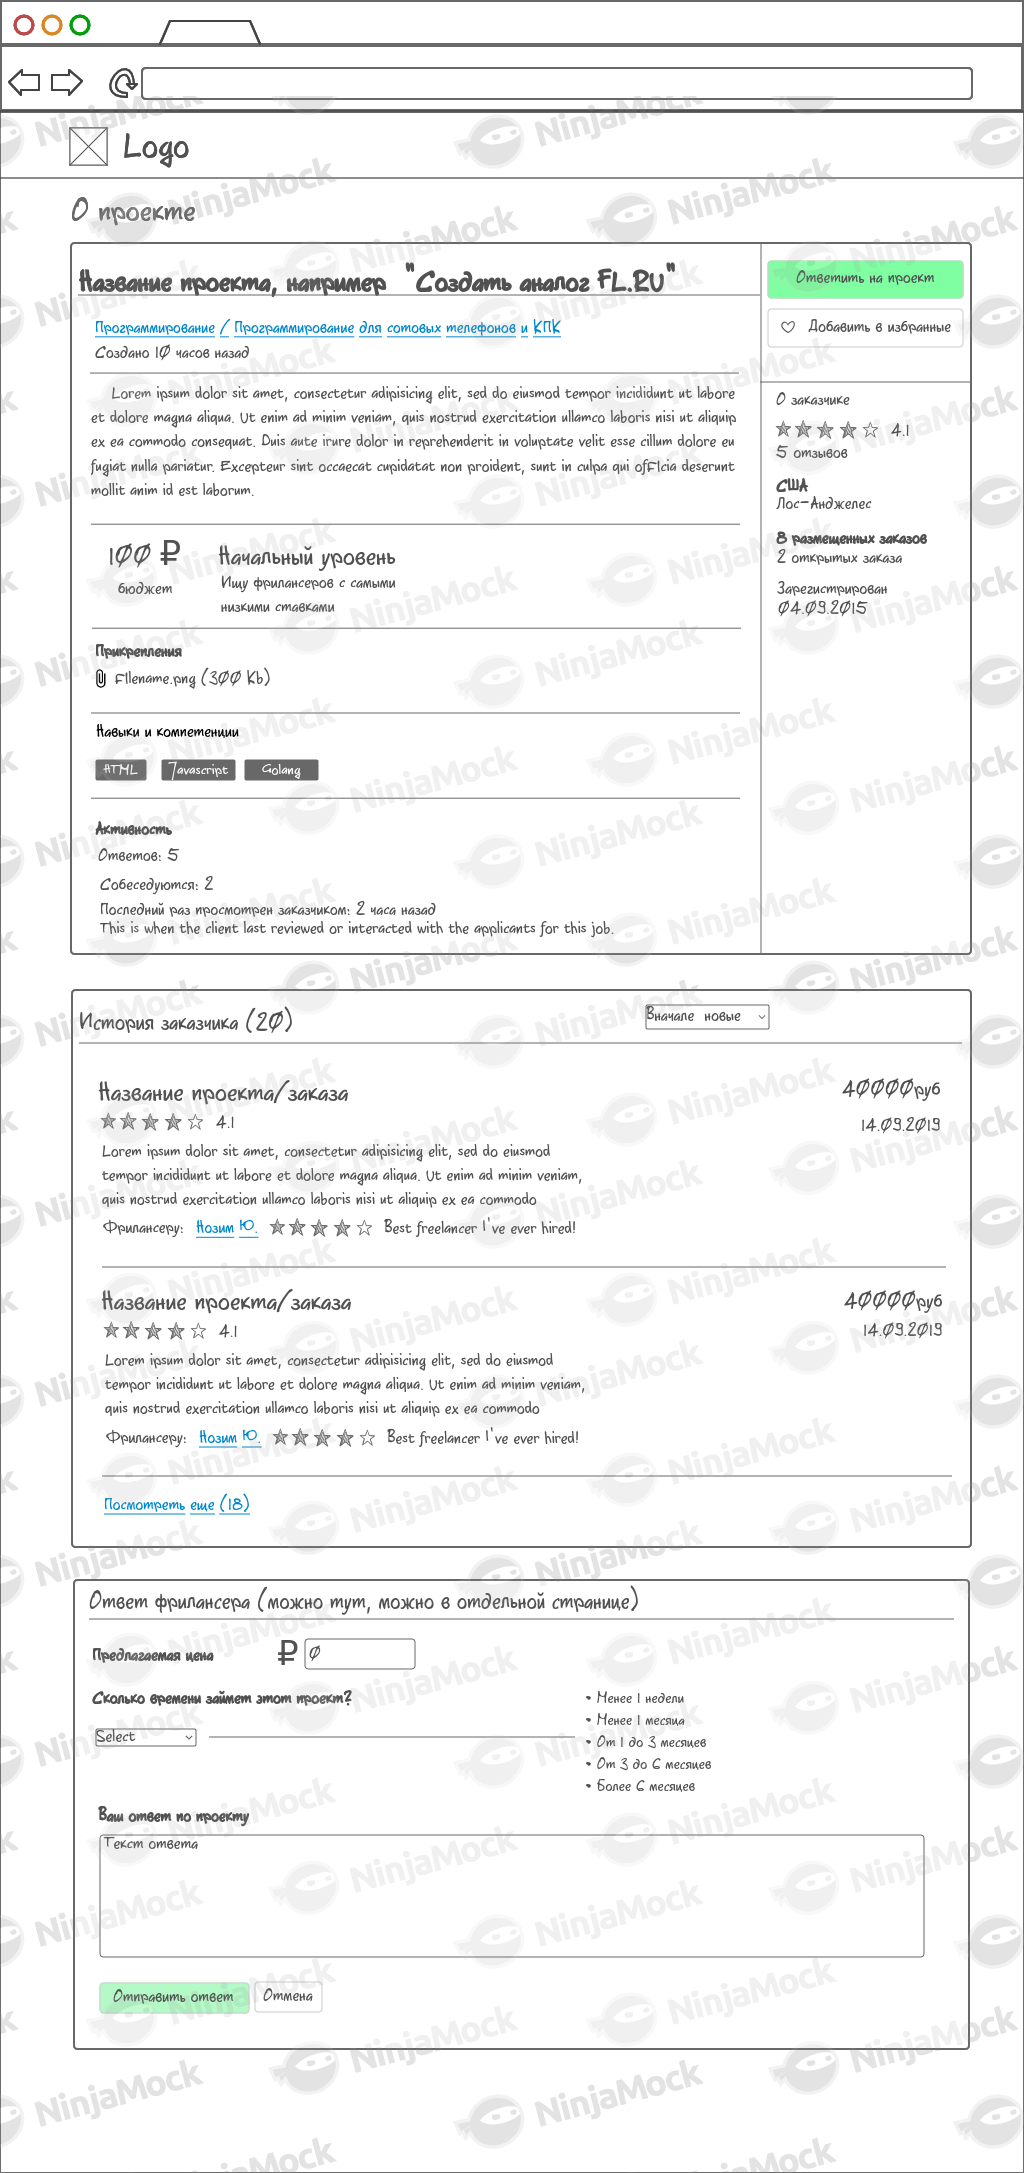 Logo
О проекте
Название проекта, например "Создать аналог FL.RU"
Ответить на проект
Программирование / Программирование для сотовых телефонов и КПК
Добавить в избранные
Создано 10 часов назад
Lorem ipsum dolor sit amet, consectetur adipisicing elit, sed do eiusmod tempor incididunt ut labore
et dolore magna aliqua. Ut enim ad minim veniam, quis nostrud exercitation ullamco laboris nisi ut aliquip
ex ea commodo consequat. Duis aute irure dolor in reprehenderit in voluptate velit esse cillum dolore eu
fugiat nulla pariatur. Excepteur sint occaecat cupidatat non proident, sunt in culpa qui officia deserunt
mollit anim id est laborum.
О заказчике
4.1
5 отзывов
США
Лос-Анджелес
8 размещенных заказов
2 открытых заказа
Зарегистрирован
04.09.2015
100 ₽
бюджет
Начальный уровень
Ищу фрилансеров с самыми
низкими ставками
Прикрепления
Filename.png (300 Kb)
Навыки и компетенции
HTML Javascript Golang
Активность
Ответов: 5
Собеседуются: 2
Последний раз просмотрен заказчиком: 2 часа назад
This is when the client last reviewed or interacted with the applicants for this job.
История заказчика (20)
Вначале новые
Название проекта/заказа
40000руб
4.1
14.09.2019
Lorem ipsum dolor sit amet, consectetur adipisicing elit, sed do eiusmod
tempor incididunt ut labore et dolore magna aliqua. Ut enim ad minim veniam,
quis nostrud exercitation ullamco laboris nisi ut aliquip ex ea commodo
Фрилансеру: Нозим Ю. Best freelancer I've ever hired!
Название проекта/заказа
40000руб
4.1
14.09.2019
Lorem ipsum dolor sit amet, consectetur adipisicing elit, sed do eiusmod
tempor incididunt ut labore et dolore magna aliqua. Ut enim ad minim veniam,
quis nostrud exercitation ullamco laboris nisi ut aliquip ex ea commodo
Фрилансеру: Нозим Ю. Best freelancer I've ever hired!
Посмотреть еще (18)
Ответ фрилансера (можно тут, можно в отдельной странице)
Предлагаемая цена ₽ 0
Сколько времени займет этот проект?
Select
• Менее 1 недели
• Менее 1 месяца
• От 1 до 3 месяцев
• От 3 до 6 месяцев
• Более 6 месяцев
Ваш ответ по проекту
Текст ответа
Отправить ответ Отмена
NinjaMock